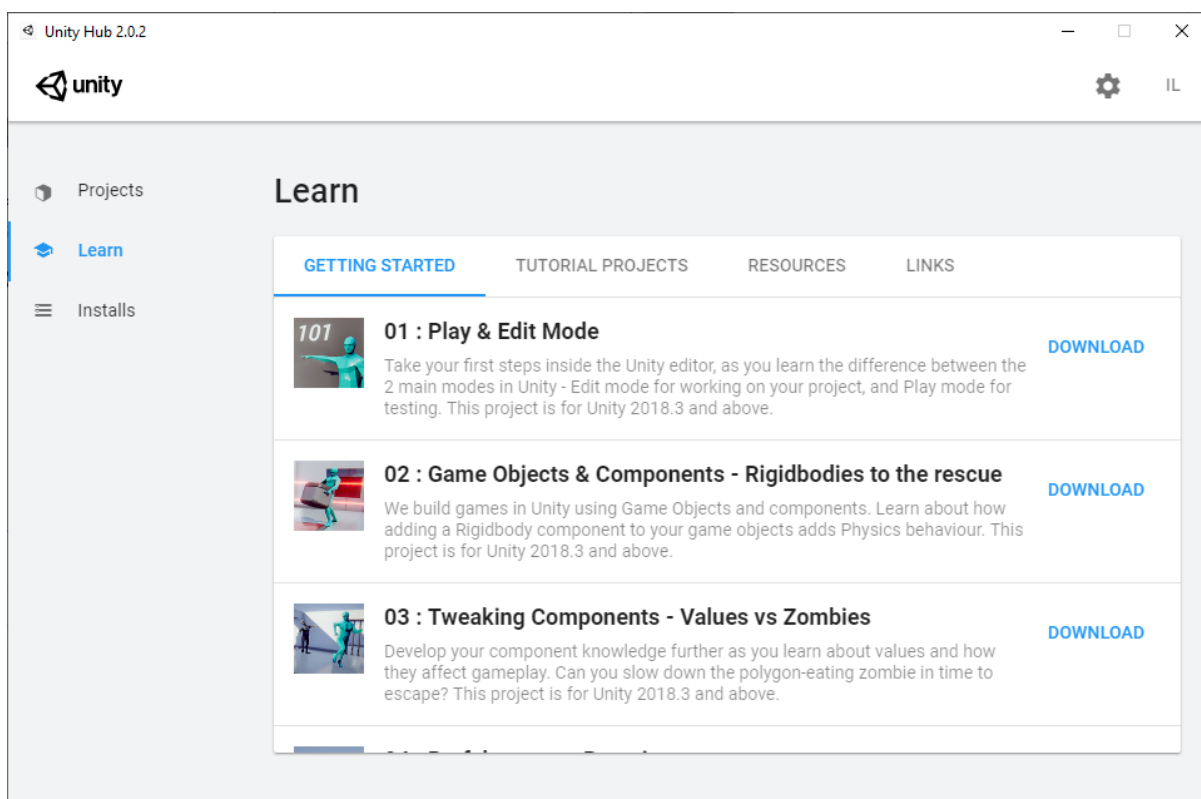 Unity Hub 2.0.2
unity
IL
Projects
Learn
Installs
Learn
GETTING STARTED
TUTORIAL PROJECTS
RESOURCES
LINKS
101
01 : Play & Edit Mode
DOWNLOAD
Take your first steps inside the Unity editor, as you learn the difference between the
2 main modes in Unity - Edit mode for working on your project, and Play mode for
testing. This project is for Unity 2018.3 and above.
02 : Game Objects & Components - Rigidbodies to the rescue
DOWNLOAD
We build games in Unity using Game Objects and components. Learn about how
adding a Rigidbody component to your game objects adds Physics behaviour. This
project is for Unity 2018.3 and above.
03 : Tweaking Components - Values vs Zombies
DOWNLOAD
Develop your component knowledge further as you learn about values and how
they affect gameplay. Can you slow down the polygon-eating zombie in time to
escape? This project is for Unity 2018.3 and above.